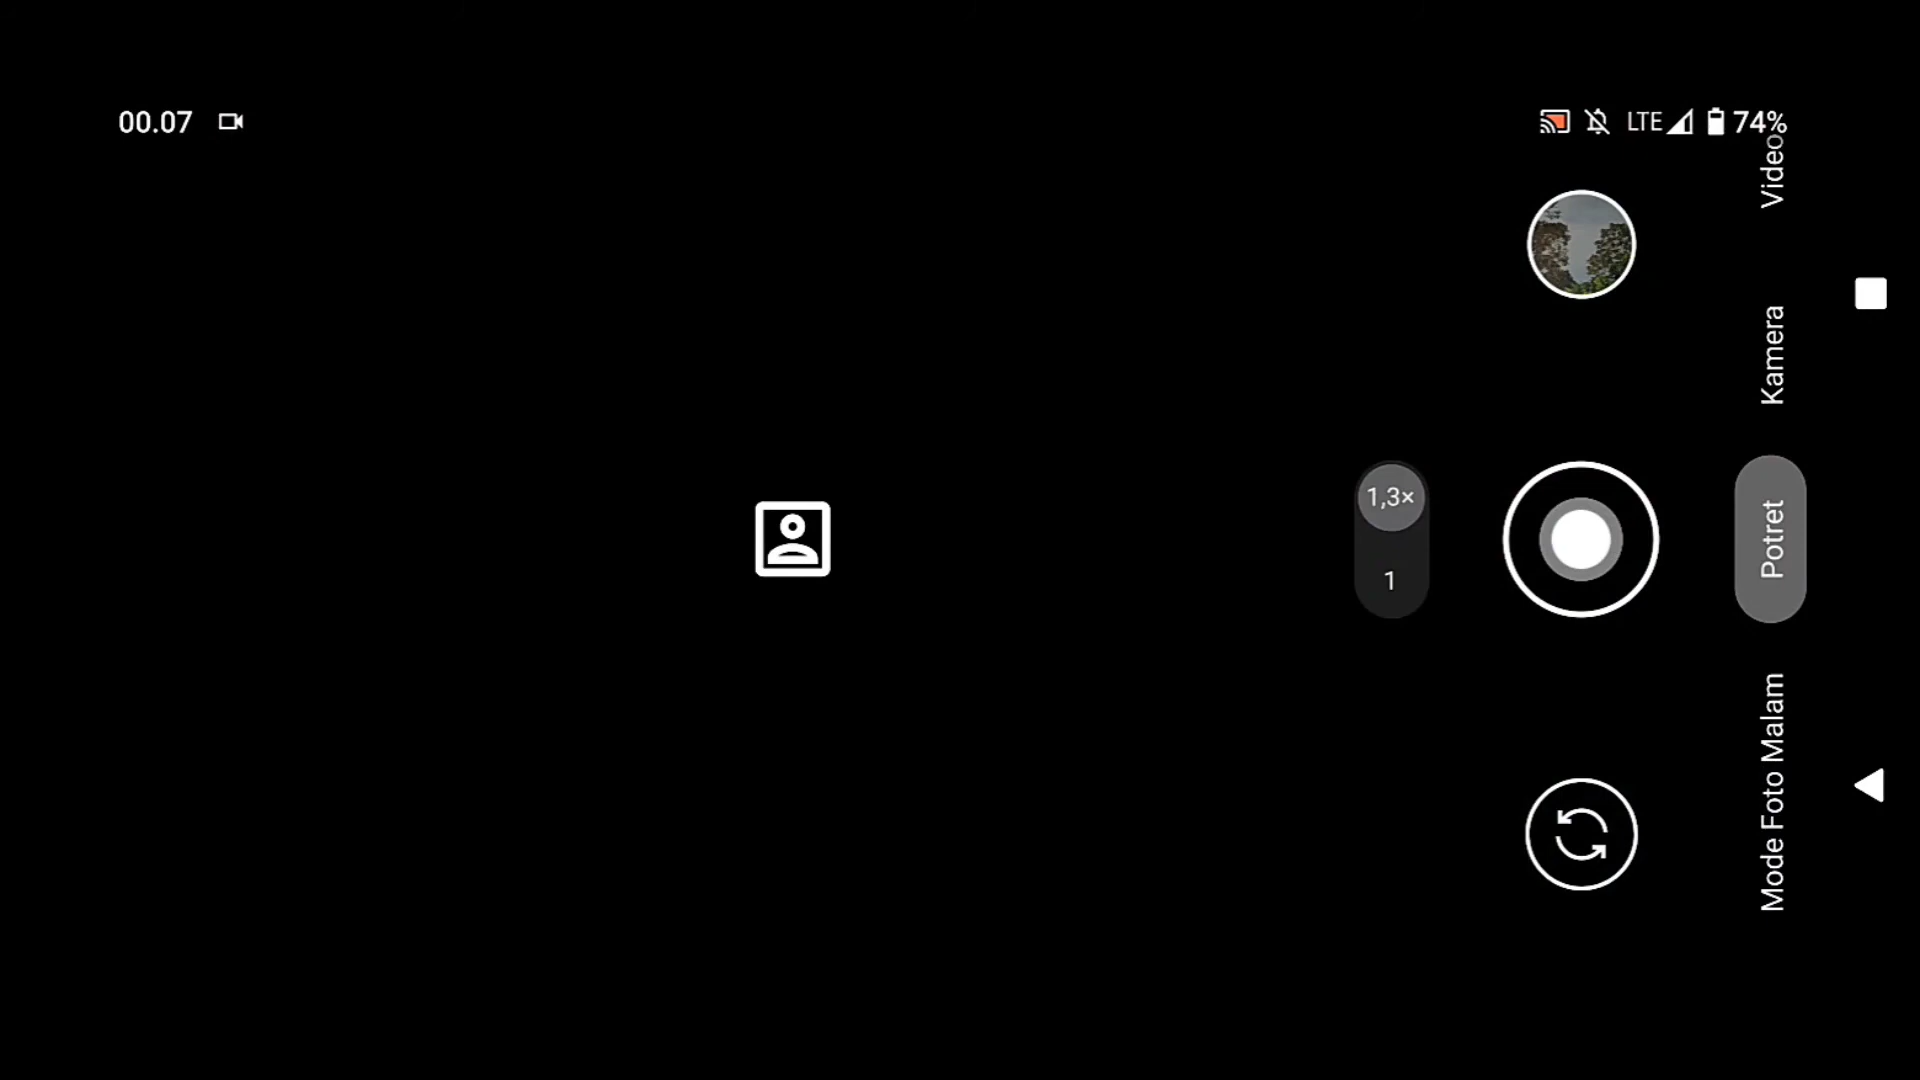 00.07
LTE 74%
Video
Kamera
1,3×
1
Potret
Mode Foto Malam